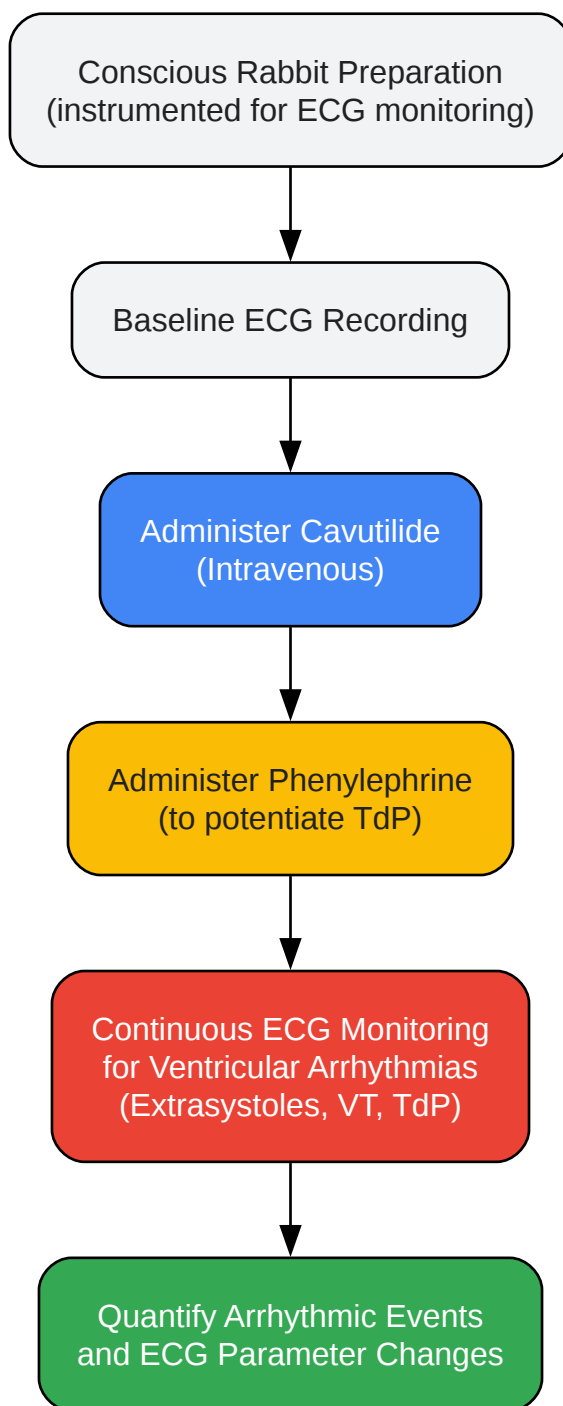 Conscious Rabbit Preparation
(instrumented for ECG monitoring)
Baseline ECG Recording
Administer Cavutilide
(Intravenous)
Administer Phenylephrine
(to potentiate TdP)
Continuous ECG Monitoring
for Ventricular Arrhythmias
(Extrasystoles, VT, TdP)
Quantify Arrhythmic Events
and ECG Parameter Changes